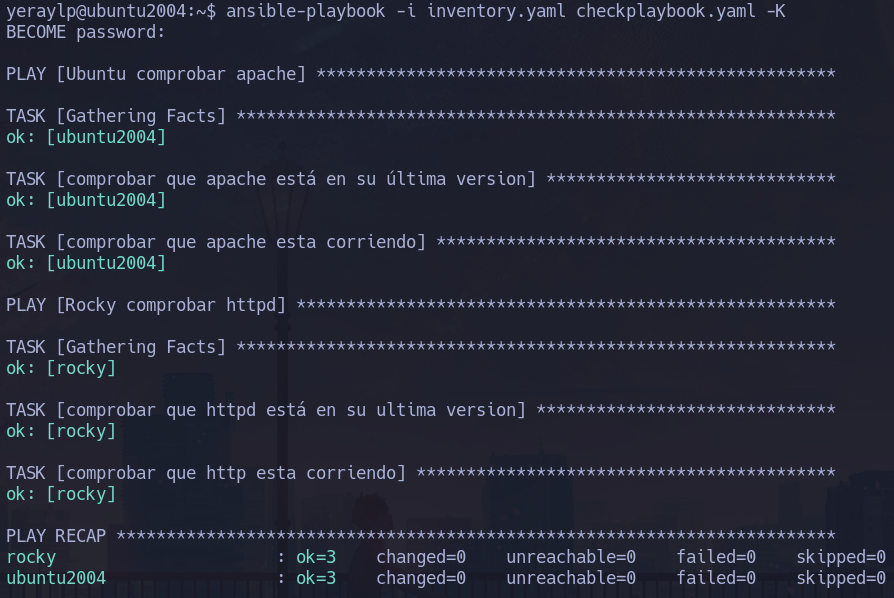 yeraylp@ubuntu2004:~$ ansible-playbook -i inventory.yaml checkplaybook.yaml -K
BECOME password:
PLAY [Ubuntu comprobar apache] ****************************************************
TASK [Gathering Facts] ************************************************************
ok: [ubuntu2004]
TASK [comprobar que apache está en su última version] *****************************
ok: [ubuntu2004]
TASK [comprobar que apache esta corriendo] ****************************************
ok: [ubuntu2004]
PLAY [Rocky comprobar httpd] ******************************************************
TASK [Gathering Facts] ************************************************************
ok: [rocky]
TASK [comprobar que httpd está en su ultima version] ******************************
ok: [rocky]
TASK [comprobar que http esta corriendo] ******************************************
ok: [rocky]
PLAY RECAP ************************************************************************
rocky                      : ok=3    changed=0    unreachable=0    failed=0    skipped=0
ubuntu2004                 : ok=3    changed=0    unreachable=0    failed=0    skipped=0